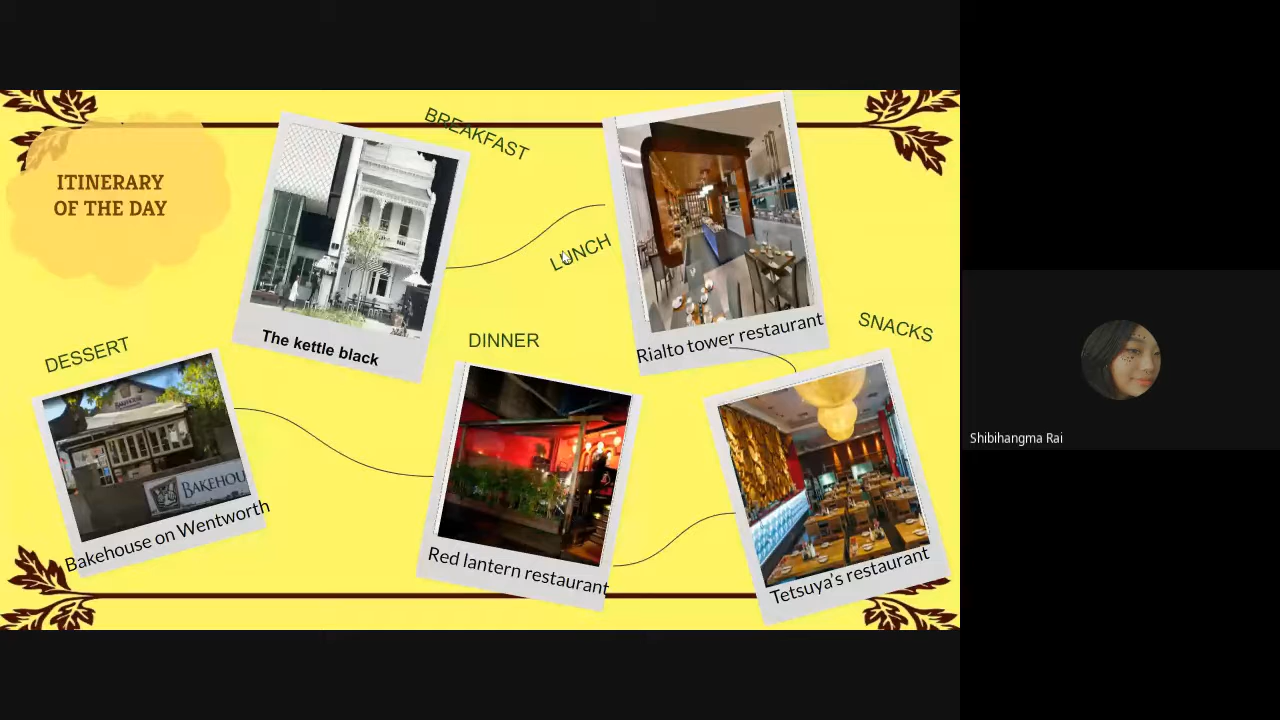 ITINERARY
OF THE DAY
BREAKFAST
The kettle black
LUNCH
Rialto tower restaurant
SNACKS
Tetsuya's restaurant
DINNER
Red lantern restaurant
DESSERT
BAKEHOU
Bakehouse on Wentworth
Shibihangma Rai